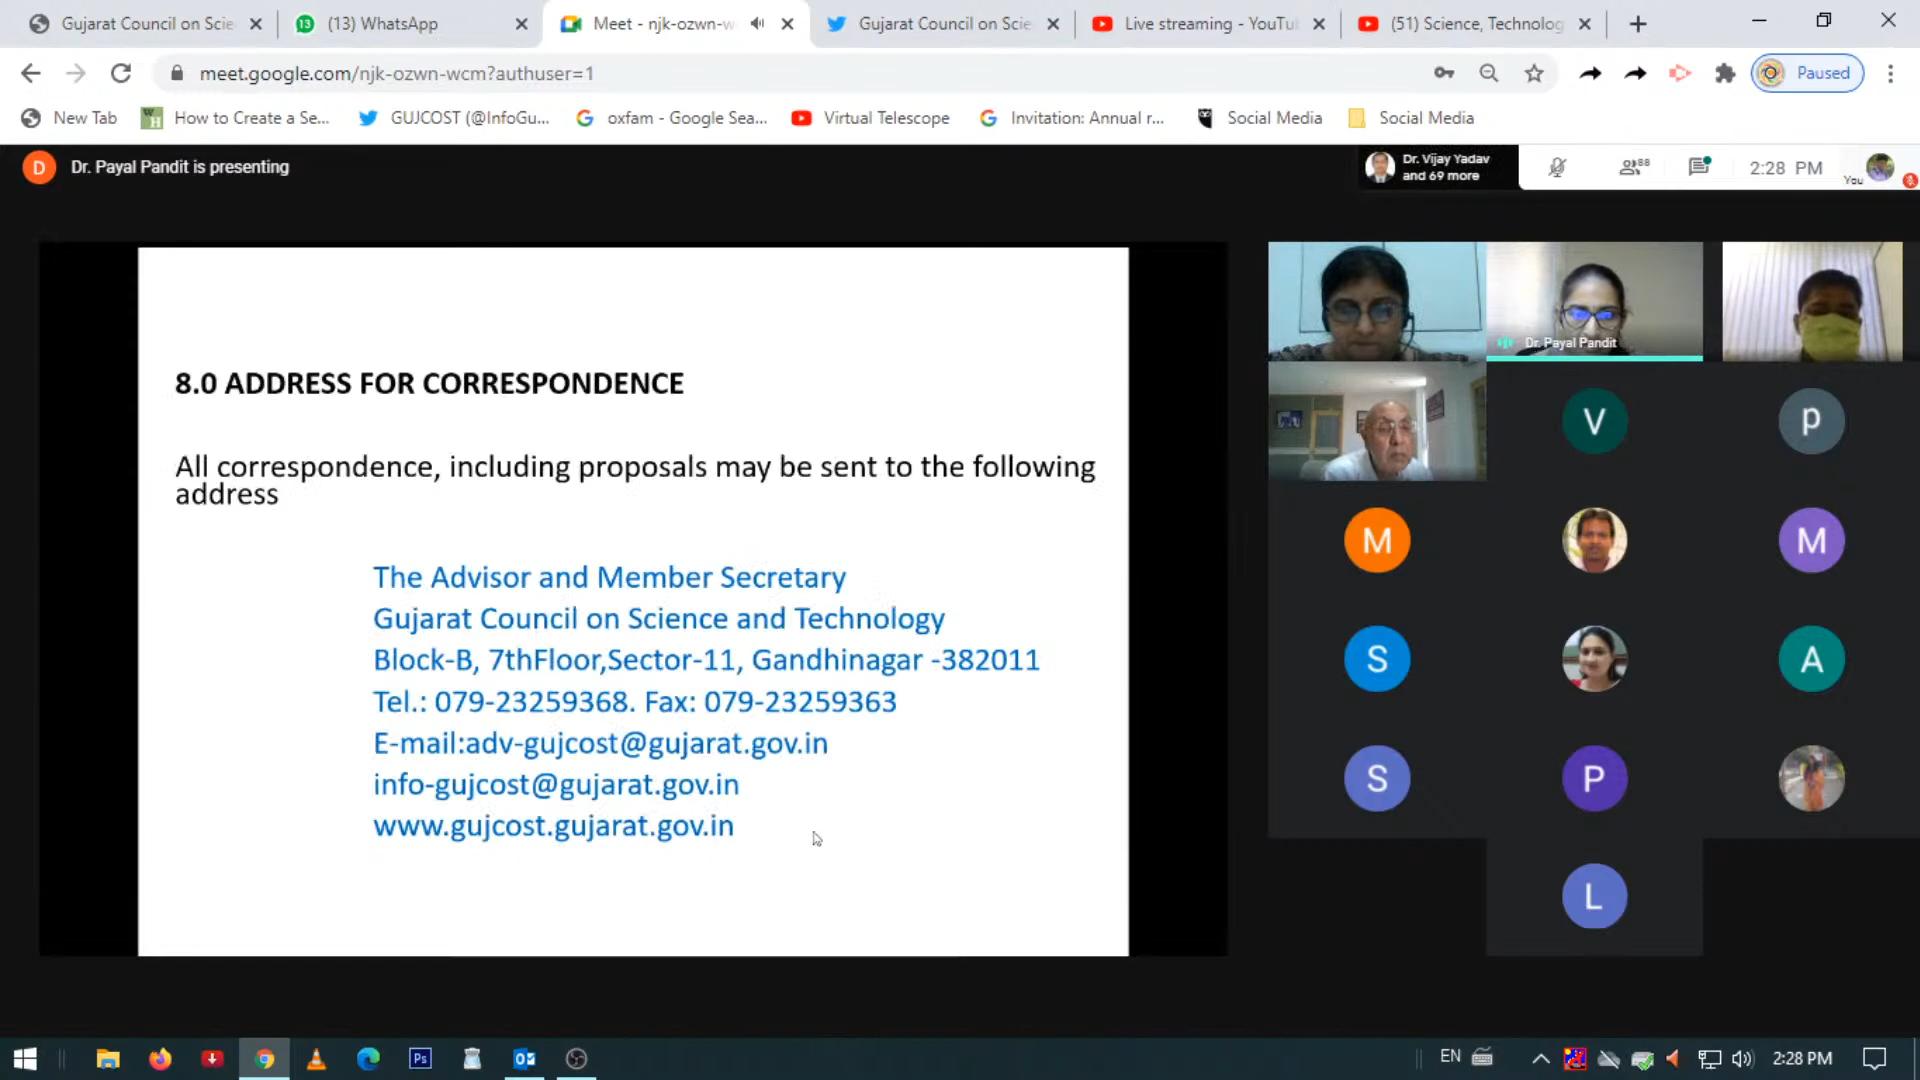 Gujarat Council on Scie
(13) WhatsApp
Meet - njk-ozwn-w
Gujarat Council on Scie
Live streaming - YouTu
(51) Science, Technolog
meet.google.com/njk-ozwn-wcm?authuser=1
Paused
New Tab
How to Create a Se...
GUJCOST (@InfoGu...
oxfam - Google Sea...
Virtual Telescope
Invitation: Annual r...
Social Media
Social Media
D
Dr. Payal Pandit is presenting
Dr. Vijay Yadav
and 69 more
88
2:28 PM
You
8.0 ADDRESS FOR CORRESPONDENCE
All correspondence, including proposals may be sent to the following
address
The Advisor and Member Secretary
Gujarat Council on Science and Technology
Block-B, 7thFloor,Sector-11, Gandhinagar -382011
Tel.: 079-23259368. Fax: 079-23259363
E-mail:adv-gujcost@gujarat.gov.in
info-gujcost@gujarat.gov.in
www.gujcost.gujarat.gov.in
Dr. Payal Pandit
V
p
M
M
S
A
S
P
L
Ps
EN
2:28 PM